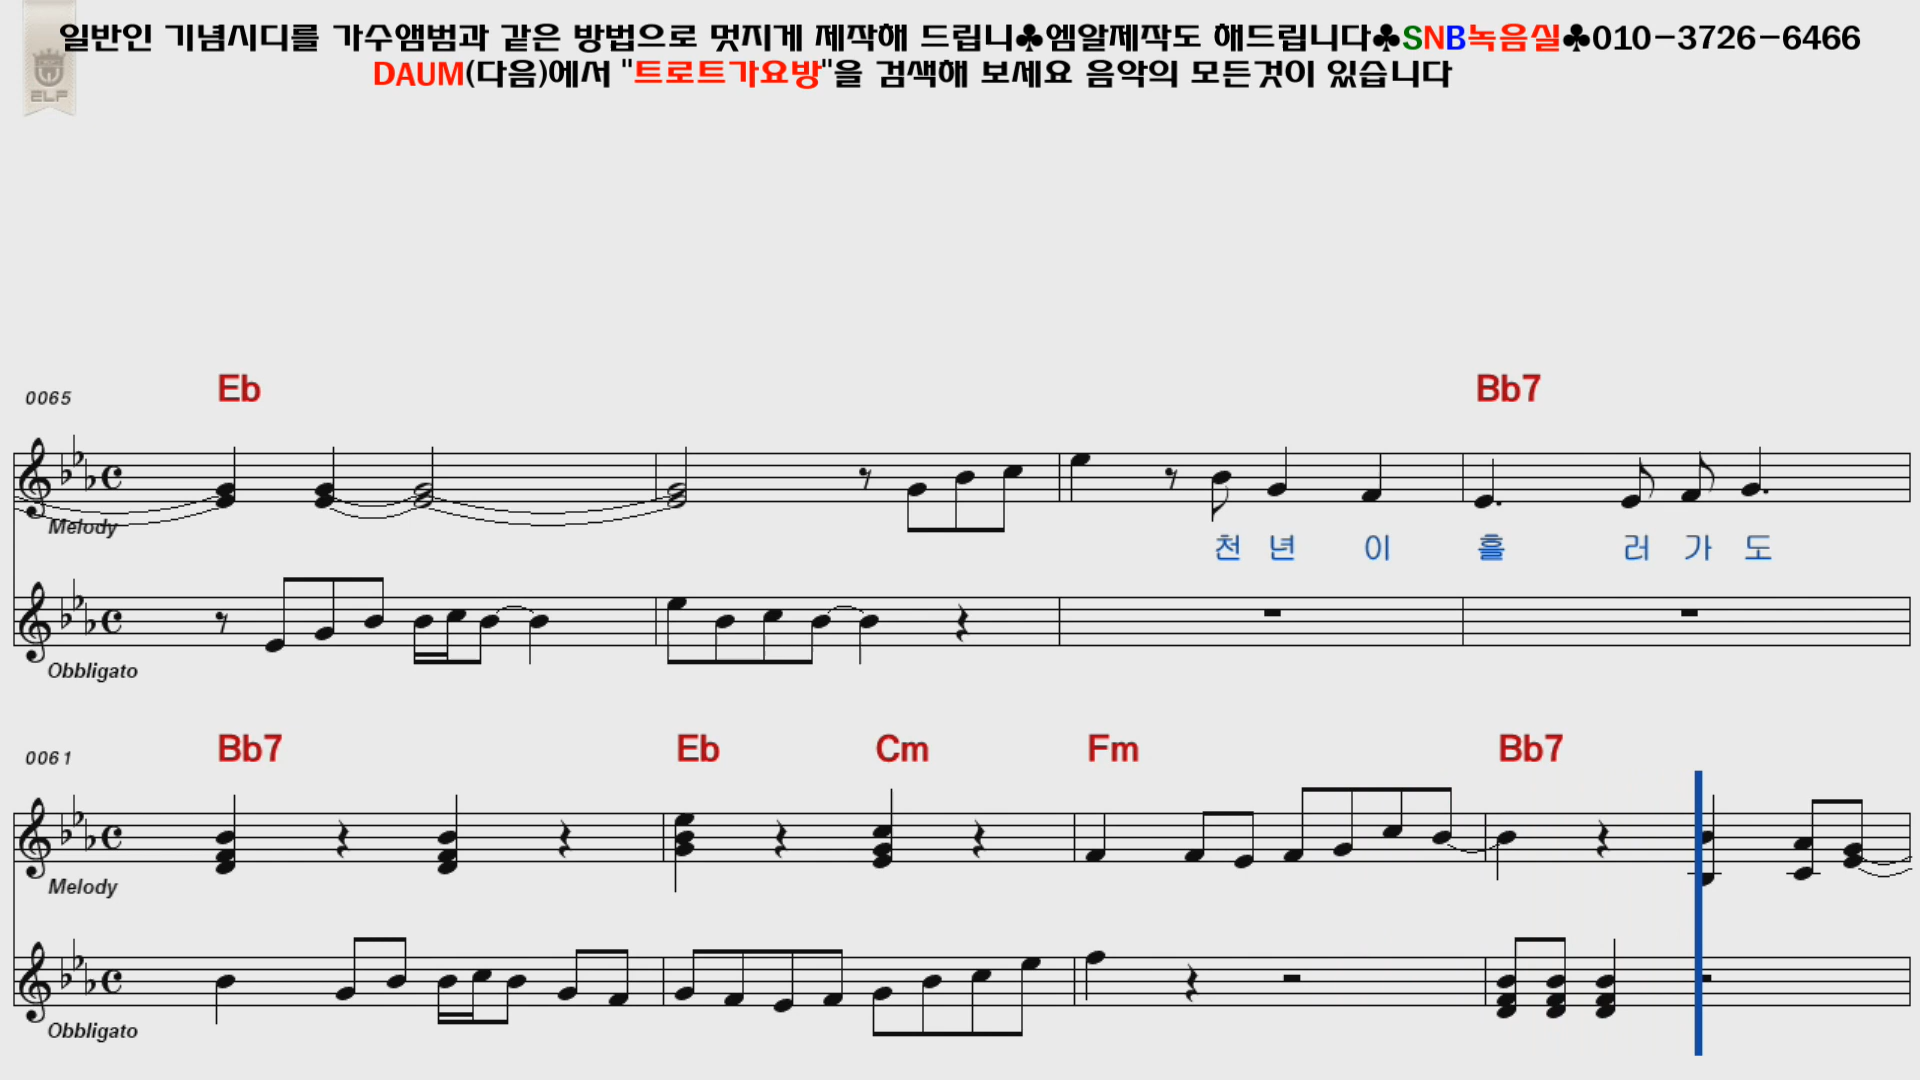 일반인 기념시디를 가수앰범과 같은 방법으로 멋지게 제작해 드립니♣엠알제작도 해드립니다♣SNB녹음실♣010-3726-6466
DAUM(다음)에서 "트로트가요방"을 검색해 보세요 음악의 모든것이 있습니다
ELF
0065 Eb Bb7
Melody
천 년 이 흘 러 가 도
Obbligato
0061 Bb7 Eb Cm Fm Bb7
Melody
Obbligato